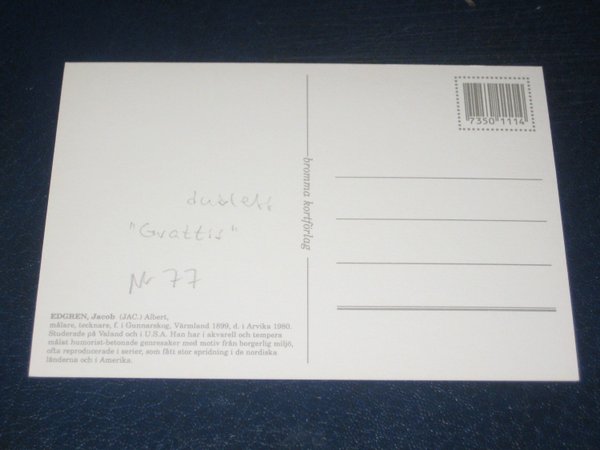 7350 1114
bromma kortförlag
dublett
"Grattis"
Nr 77
EDGREN, Jacob (JAC.) Albert,
målare, tecknare, f. i Gunnarskog, Värmland 1899, d. i Arvika 1980.
Studerade på Valand och i U.S.A. Han har i akvarell och tempera
målat humorist-betonade genresaker med motiv från borgerlig miljö,
ofta reproducerade i serier, som fått stor spridning i de nordiska
länderna och i Amerika.